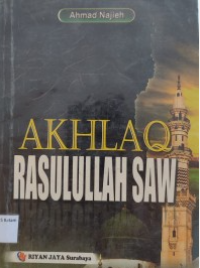 Ahmad Najieh
AKHLAQ
RASULULLAH SAW
RIYAN JAYA Surabaya